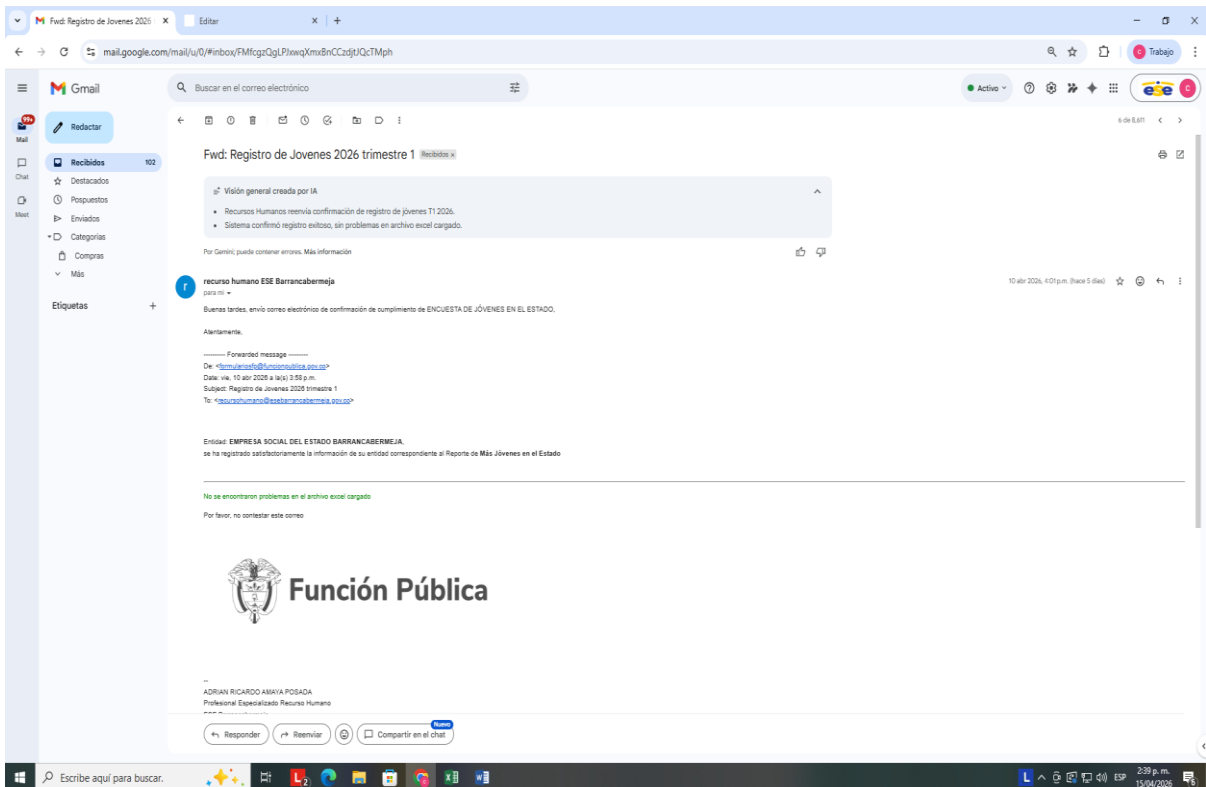 Fwd: Registro de Jovenes 2026
Editar
mail.google.com/mail/u/0/#inbox/FMfcgzQgLPJxwqXmxBnCCzdjtJQcTMph
C Trabajo
Gmail
Buscar en el correo electrónico
Activo
ese
C
99+
Mail
Chat
Meet
Redactar
Recibidos 102
Destacados
Pospuestos
Enviados
Categorías
Compras
Más
Etiquetas +
6 de 8,611
Fwd: Registro de Jovenes 2026 trimestre 1 Recibidos x
Visión general creada por IA
• Recursos Humanos reenvía confirmación de registro de jóvenes T1 2026.
• Sistema confirmó registro exitoso, sin problemas en archivo excel cargado.
Por Gemini; puede contener errores. Más información
r
recurso humano ESE Barrancabermeja
10 abr 2026, 4:01 p.m. (hace 5 días)
para mí
Buenas tardes, envío correo electrónico de confirmación de cumplimiento de ENCUESTA DE JÓVENES EN EL ESTADO,
Atentamente,
---------- Forwarded message ---------
De: <formulariosfp@funcionpublica.gov.co>
Date: vie, 10 abr 2026 a la(s) 3:58 p.m.
Subject: Registro de Jovenes 2026 trimestre 1
To: <recursohumano@esebarrancabermeja.gov.co>
Entidad: EMPRESA SOCIAL DEL ESTADO BARRANCABERMEJA,
se ha registrado satisfactoriamente la información de su entidad correspondiente al Reporte de Más Jóvenes en el Estado
No se encontraron problemas en el archivo excel cargado
Por favor, no contestar este correo
Función Pública
--
ADRIAN RICARDO AMAYA POSADA
Profesional Especializado Recurso Humano
Responder
Reenviar
Compartir en el chat
Nuevo
Escribe aquí para buscar.
ESP
2:39 p. m.
15/04/2026